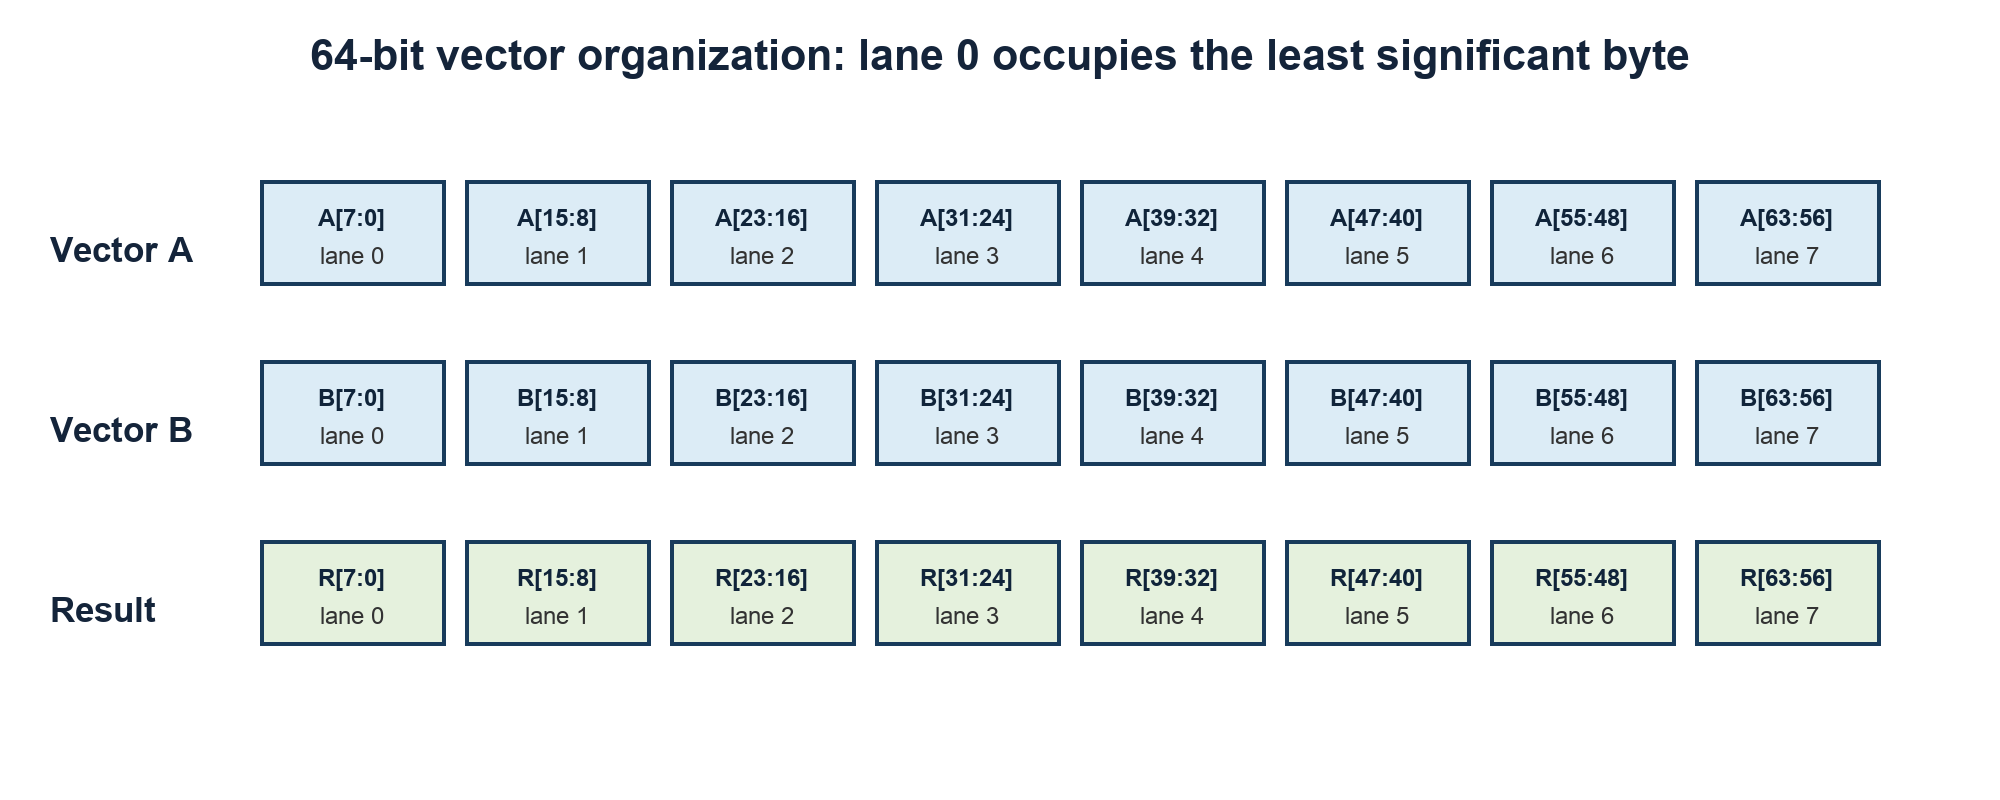 64-bit vector organization: lane 0 occupies the least significant byte
A[7:0] A[15:8] A[23:16] A[31:24] A[39:32] A[47:40] A[55:48] A[63:56]
Vector A
lane 0 lane 1 lane 2 lane 3 lane 4 lane 5 lane 6 lane 7
B[7:0] B[15:8] B[23:16] B[31:24] B[39:32] B[47:40] B[55:48] B[63:56]
Vector B
lane 0 lane 1 lane 2 lane 3 lane 4 lane 5 lane 6 lane 7
R[7:0] R[15:8] R[23:16] R[31:24] R[39:32] R[47:40] R[55:48] R[63:56]
Result
lane 0 lane 1 lane 2 lane 3 lane 4 lane 5 lane 6 lane 7